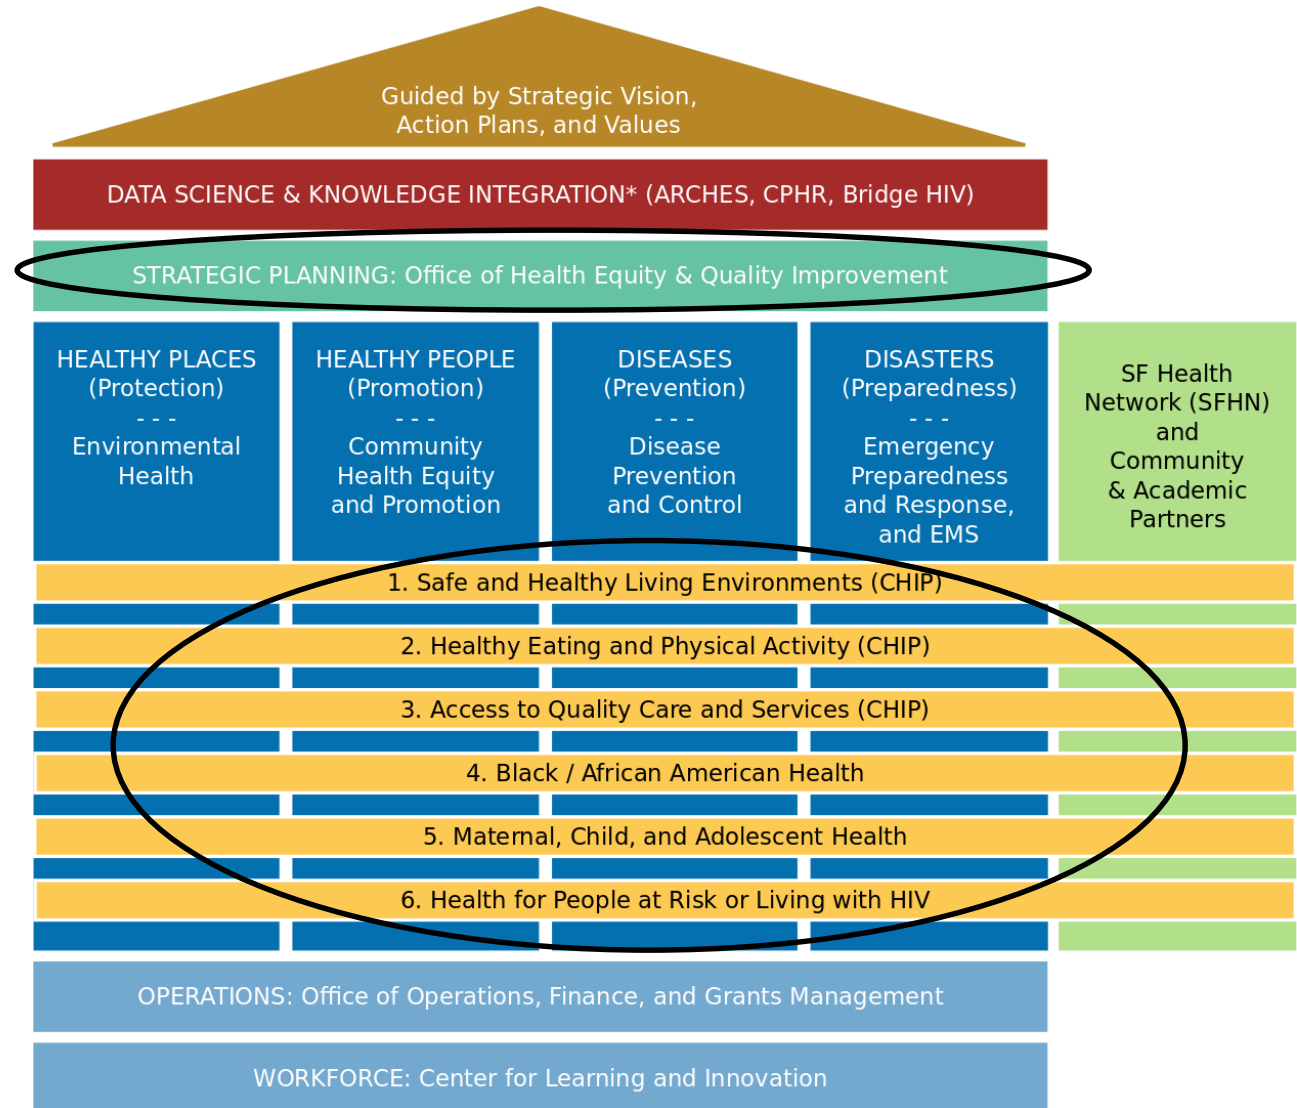 Guided by Strategic Vision,
Action Plans, and Values
DATA SCIENCE & KNOWLEDGE INTEGRATION* (ARCHES, CPHR, Bridge HIV)
STRATEGIC PLANNING: Office of Health Equity & Quality Improvement
HEALTHY PLACES
(Protection)
- - -
Environmental
Health
HEALTHY PEOPLE
(Promotion)
- - -
Community
Health Equity
and Promotion
DISEASES
(Prevention)
- - -
Disease
Prevention
and Control
DISASTERS
(Preparedness)
- - -
Emergency
Preparedness
and Response,
and EMS
SF Health
Network (SFHN)
and
Community
& Academic
Partners
1. Safe and Healthy Living Environments (CHIP)
2. Healthy Eating and Physical Activity (CHIP)
3. Access to Quality Care and Services (CHIP)
4. Black / African American Health
5. Maternal, Child, and Adolescent Health
6. Health for People at Risk or Living with HIV
OPERATIONS: Office of Operations, Finance, and Grants Management
WORKFORCE: Center for Learning and Innovation